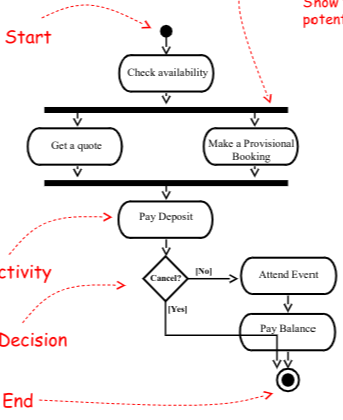 Show
potent
Start
Check availability
Get a quote
Make a Provisional
Booking
Pay Deposit
ctivity
Cancel?
[No]
Attend Event
[Yes]
Decision
Pay Balance
End